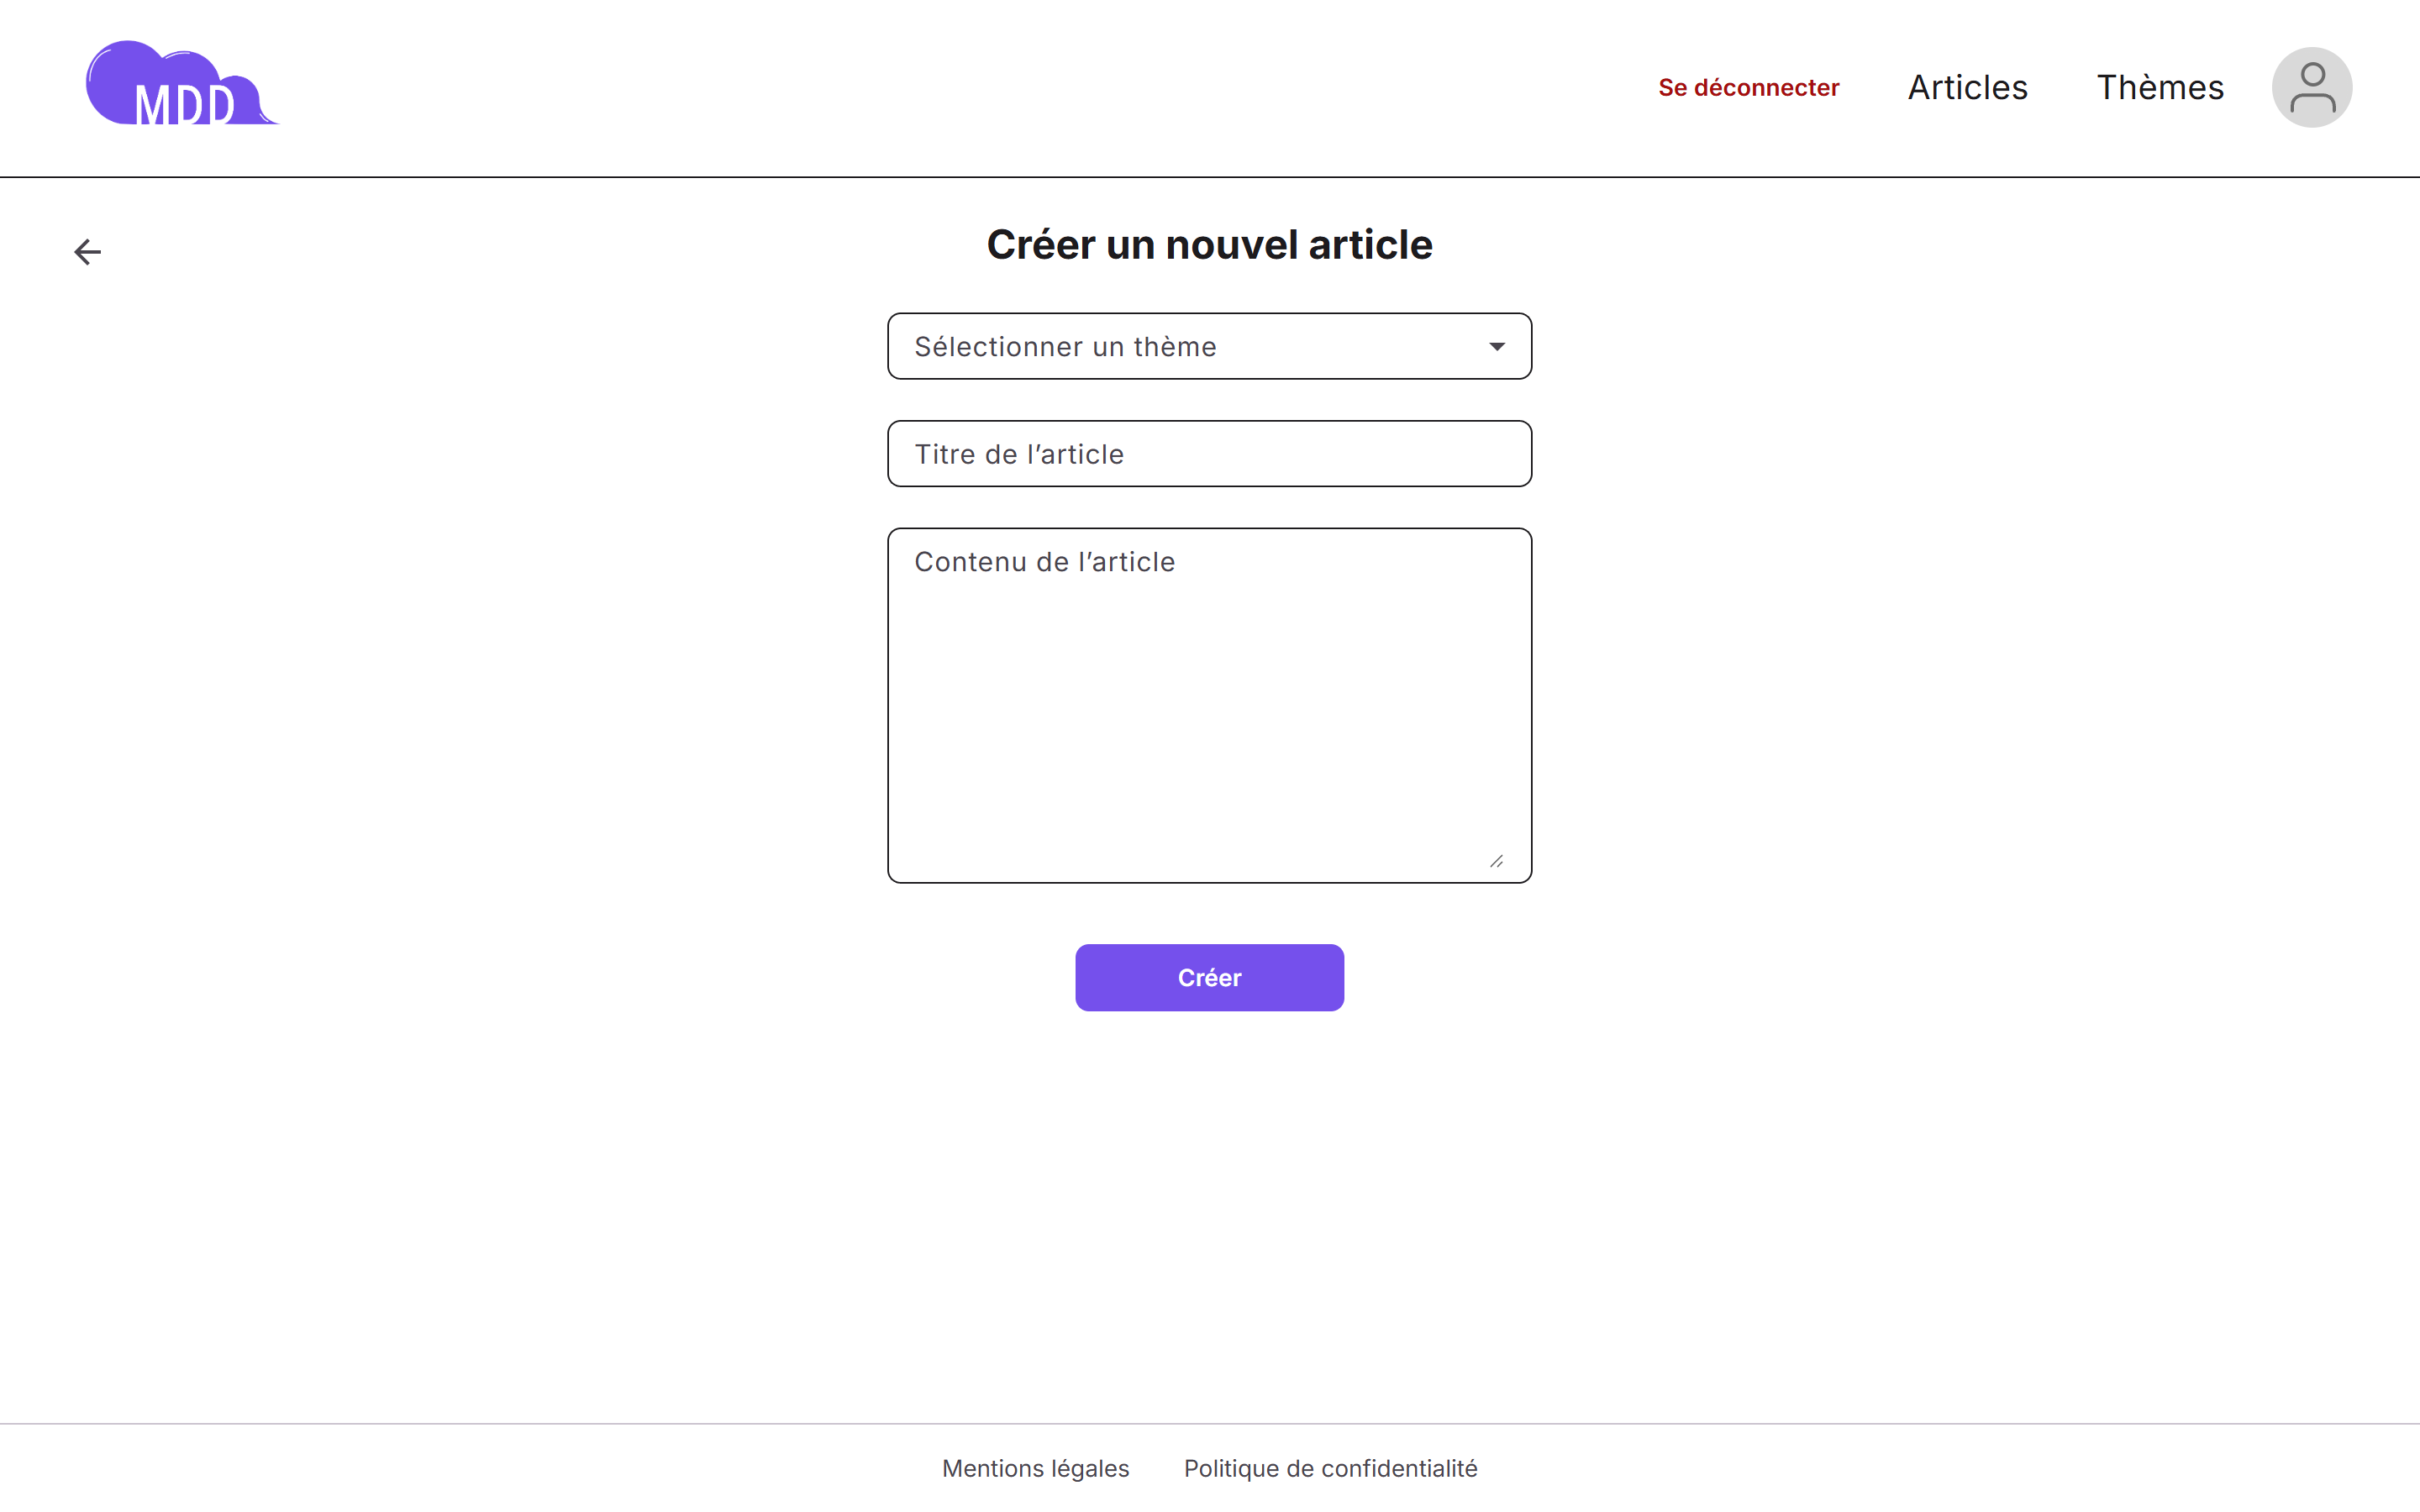 MDD
Se déconnecter
Articles
Thèmes
Créer un nouvel article
Sélectionner un thème
Titre de l’article
Contenu de l’article
Créer
Mentions légales
Politique de confidentialité